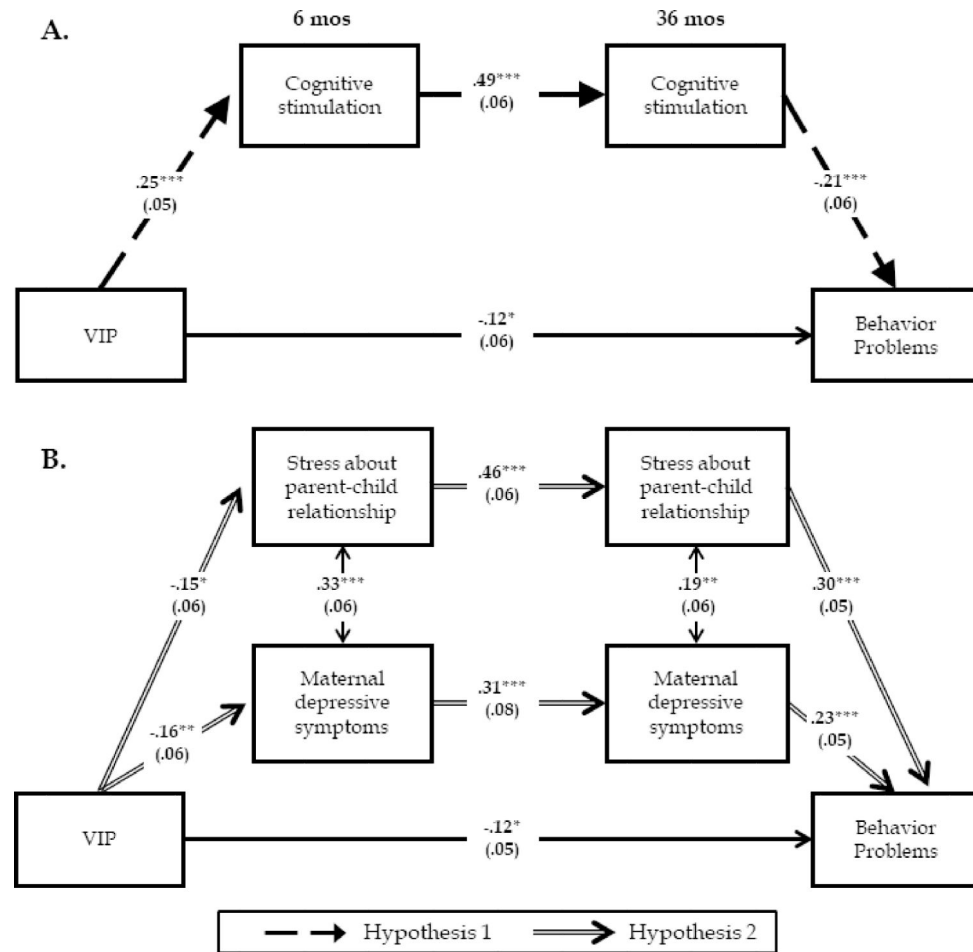 A.
6 mos
36 mos
Cognitive
stimulation
.49***
(.06)
Cognitive
stimulation
.25***
(.05)
-.21***
(.06)
VIP
-.12*
(.06)
Behavior
Problems
B.
Stress about
parent-child
relationship
.46***
(.06)
Stress about
parent-child
relationship
-.15*
(.06)
.33***
(.06)
.19**
(.06)
.30***
(.05)
Maternal
depressive
symptoms
.31***
(.08)
Maternal
depressive
symptoms
-.16**
(.06)
.23***
(.05)
VIP
-.12*
(.05)
Behavior
Problems
Hypothesis 1
Hypothesis 2